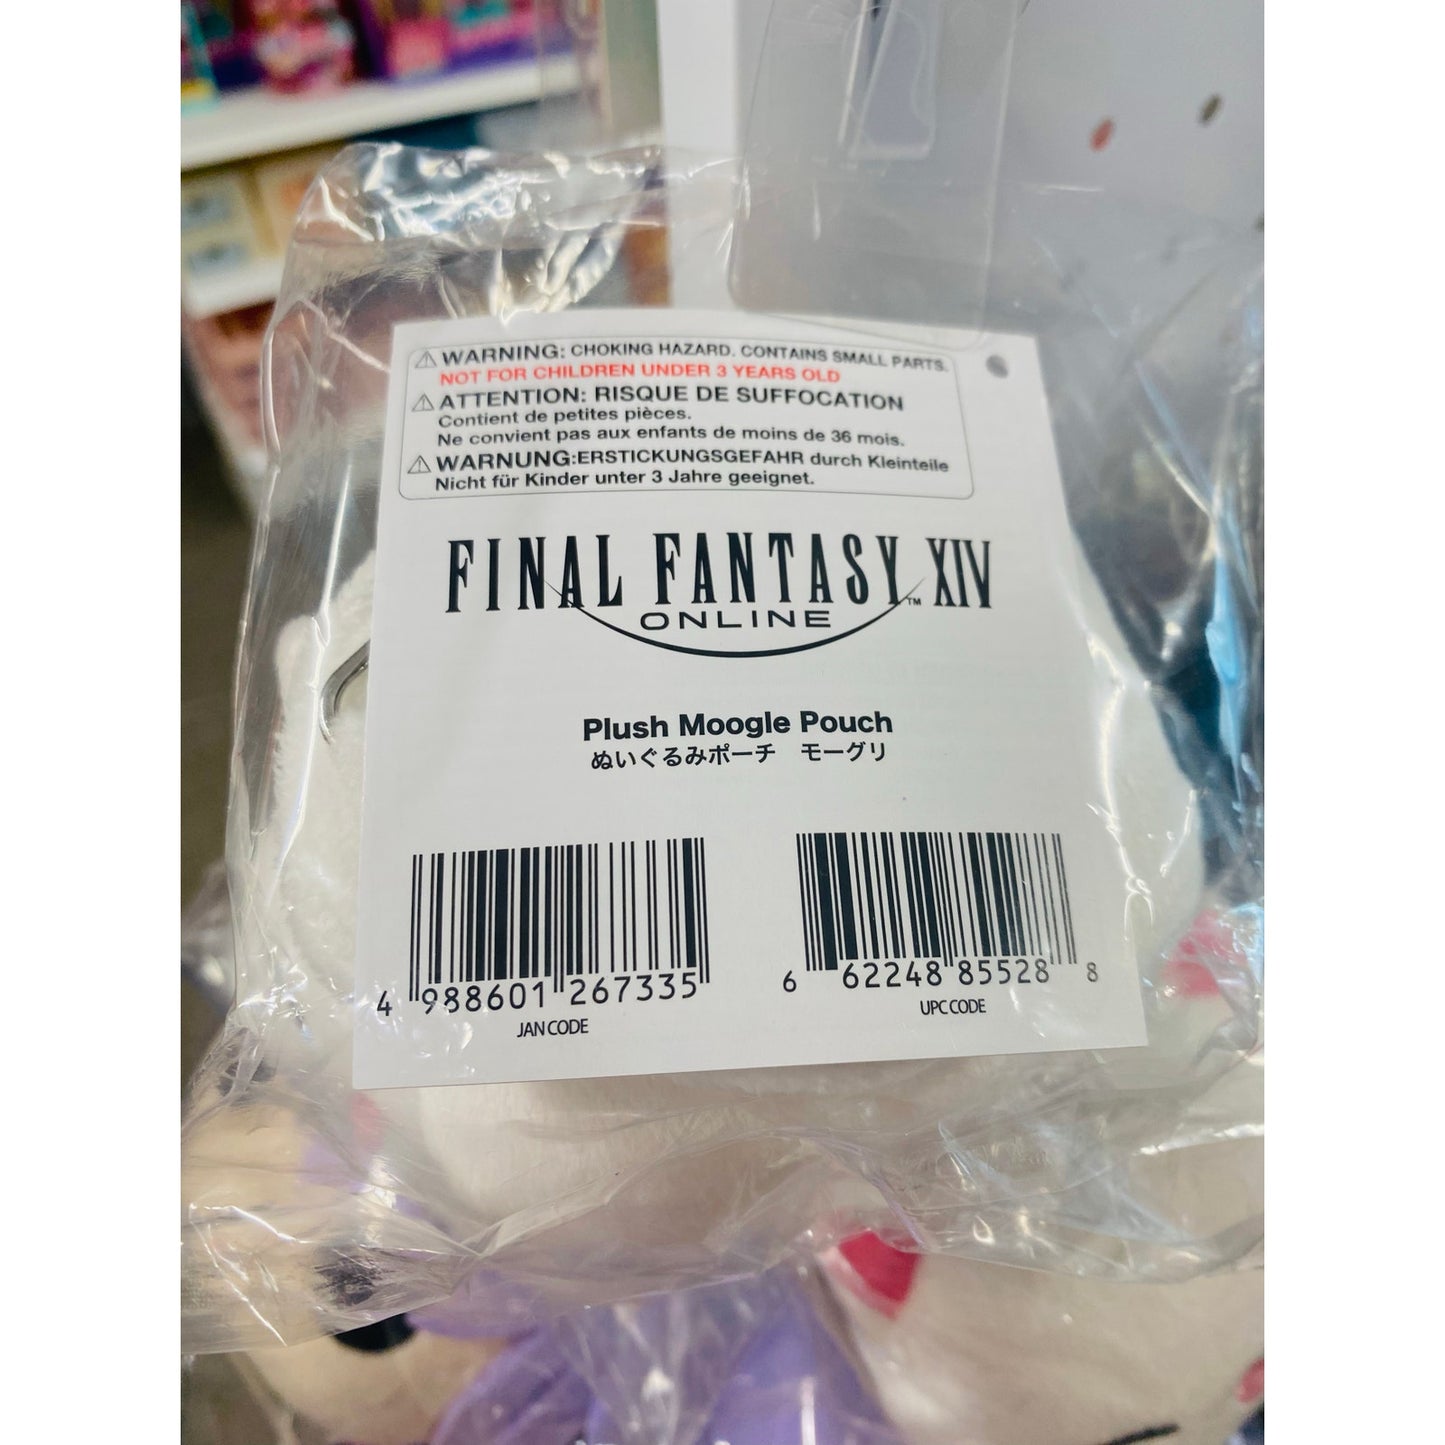 ⚠ WARNING: CHOKING HAZARD. CONTAINS SMALL PARTS.
NOT FOR CHILDREN UNDER 3 YEARS OLD
⚠ ATTENTION: RISQUE DE SUFFOCATION
Contient de petites pièces.
Ne convient pas aux enfants de moins de 36 mois.
⚠ WARNUNG:ERSTICKUNGSGEFAHR durch Kleinteile
Nicht für Kinder unter 3 Jahre geeignet.
FINAL FANTASY™ XIV
ONLINE
Plush Moogle Pouch
ぬいぐるみポーチ　モーグリ
4 988601 267335
JAN CODE
6 62248 85528 8
UPC CODE